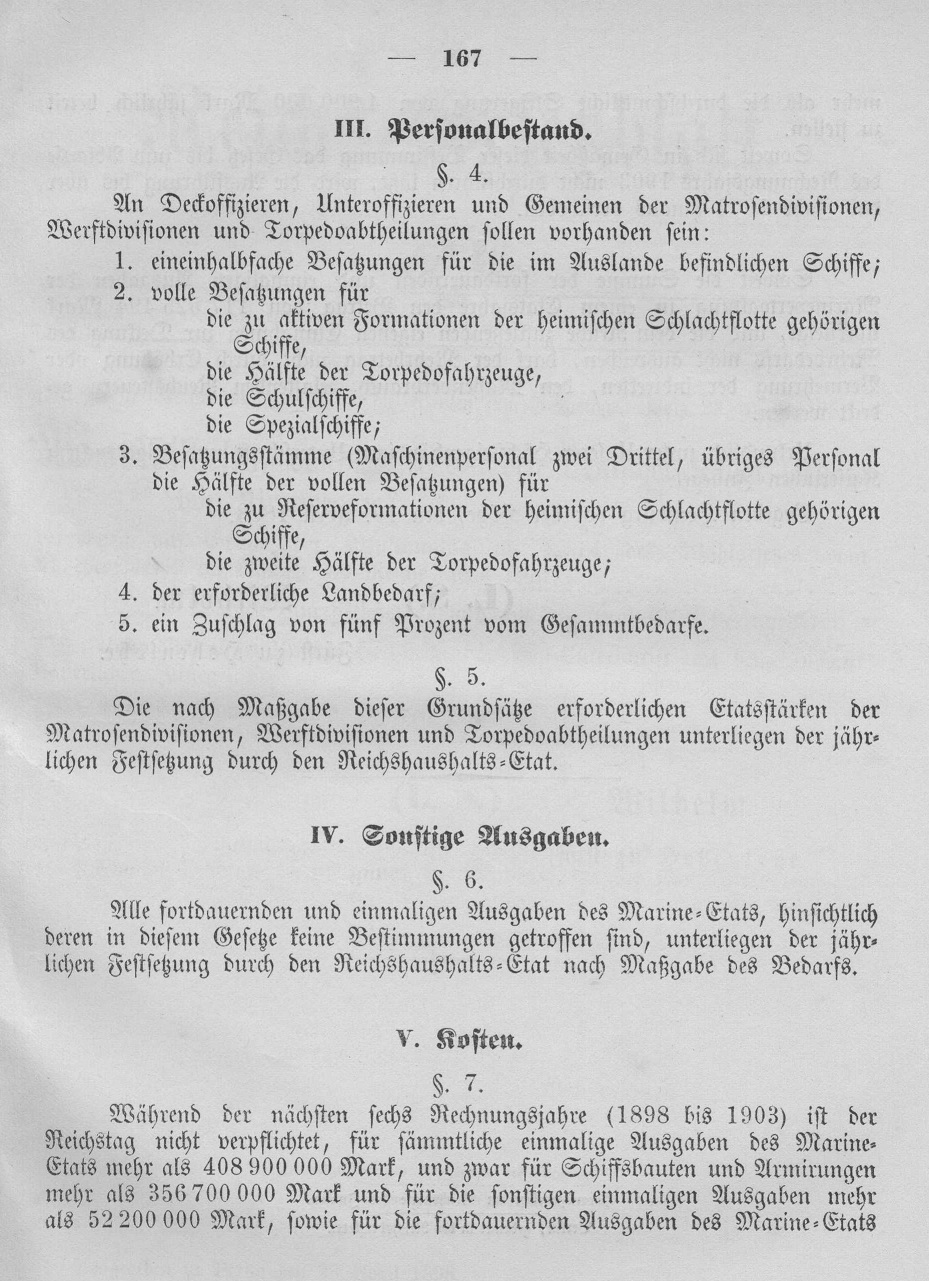 — 167 —
III. Personalbestand.
§. 4.
An Deckoffizieren, Unteroffizieren und Gemeinen der Matrosendivisionen,
Werftdivisionen und Torpedoabtheilungen sollen vorhanden sein:
1. eineinhalbfache Besatzungen für die im Auslande befindlichen Schiffe;
2. volle Besatzungen für
die zu aktiven Formationen der heimischen Schlachtflotte gehörigen
Schiffe,
die Hälfte der Torpedofahrzeuge,
die Schulschiffe,
die Spezialschiffe;
3. Besatzungsstämme (Maschinenpersonal zwei Drittel, übriges Personal
die Hälfte der vollen Besatzungen) für
die zu Reserveformationen der heimischen Schlachtflotte gehörigen
Schiffe,
die zweite Hälfte der Torpedofahrzeuge;
4. der erforderliche Landbedarf;
5. ein Zuschlag von fünf Prozent vom Gesammtbedarfe.
§. 5.
Die nach Maßgabe dieser Grundsätze erforderlichen Etatsstärken der
Matrosendivisionen, Werftdivisionen und Torpedoabtheilungen unterliegen der jähr-
lichen Festsetzung durch den Reichshaushalts-Etat.
IV. Sonstige Ausgaben.
§. 6.
Alle fortdauernden und einmaligen Ausgaben des Marine-Etats, hinsichtlich
deren in diesem Gesetze keine Bestimmungen getroffen sind, unterliegen der jähr-
lichen Festsetzung durch den Reichshaushalts-Etat nach Maßgabe des Bedarfs.
V. Kosten.
§. 7.
Während der nächsten sechs Rechnungsjahre (1898 bis 1903) ist der
Reichstag nicht verpflichtet, für sämmtliche einmalige Ausgaben des Marine-
Etats mehr als 408 900 000 Mark, und zwar für Schiffsbauten und Armirungen
mehr als 356 700 000 Mark und für die sonstigen einmaligen Ausgaben mehr
als 52 200 000 Mark, sowie für die fortdauernden Ausgaben des Marine-Etats